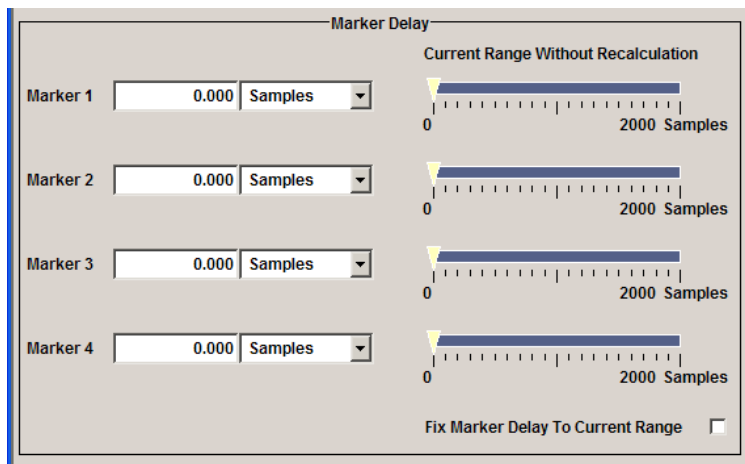 Marker Delay
Current Range Without Recalculation
Marker 1 0.000 Samples
0 2000 Samples
Marker 2 0.000 Samples
0 2000 Samples
Marker 3 0.000 Samples
0 2000 Samples
Marker 4 0.000 Samples
0 2000 Samples
Fix Marker Delay To Current Range